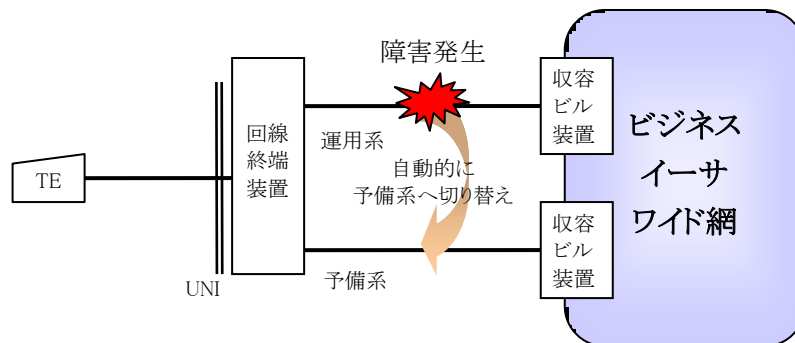 障害発生
収容
ビル
装置
ビジネス
イーサ
ワイド網
回線
終端
装置
運用系
自動的に
予備系へ切り替え
TE
収容
ビル
装置
予備系
UNI